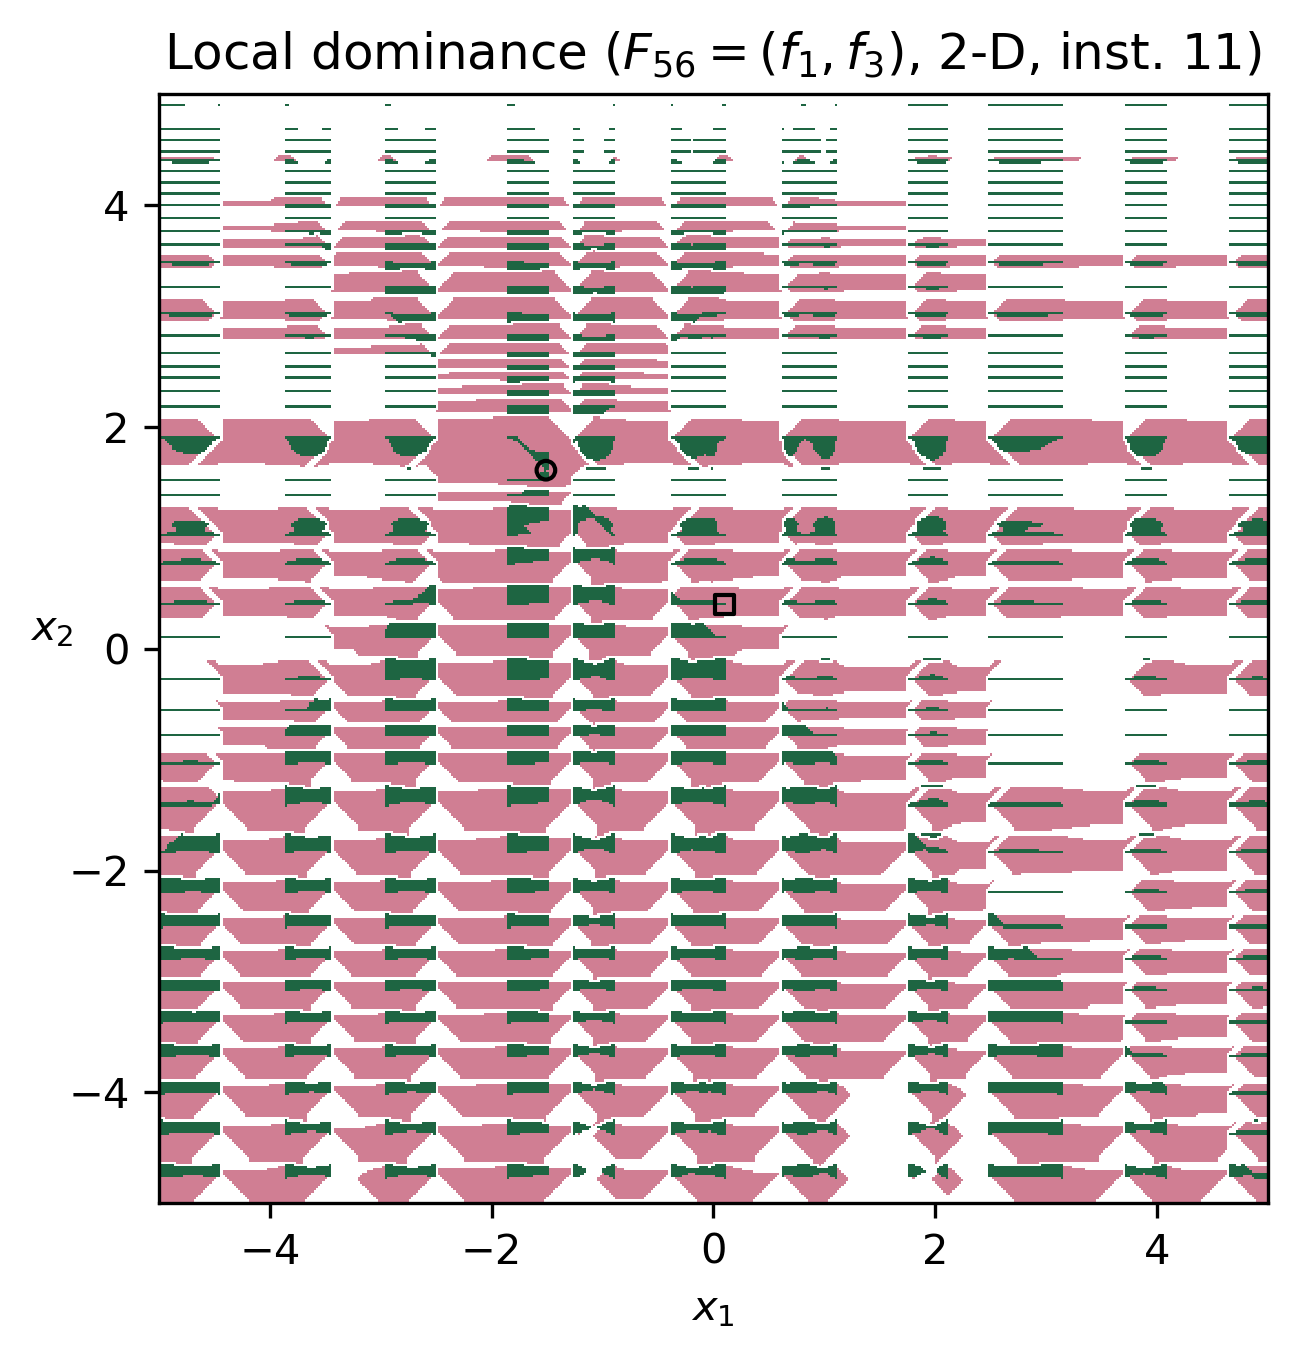 Local dominance (F₅₆ = (f₁, f₃), 2-D, inst. 11)
4
2
x₂
0
−2
−4
−4 −2 0 2 4
x₁